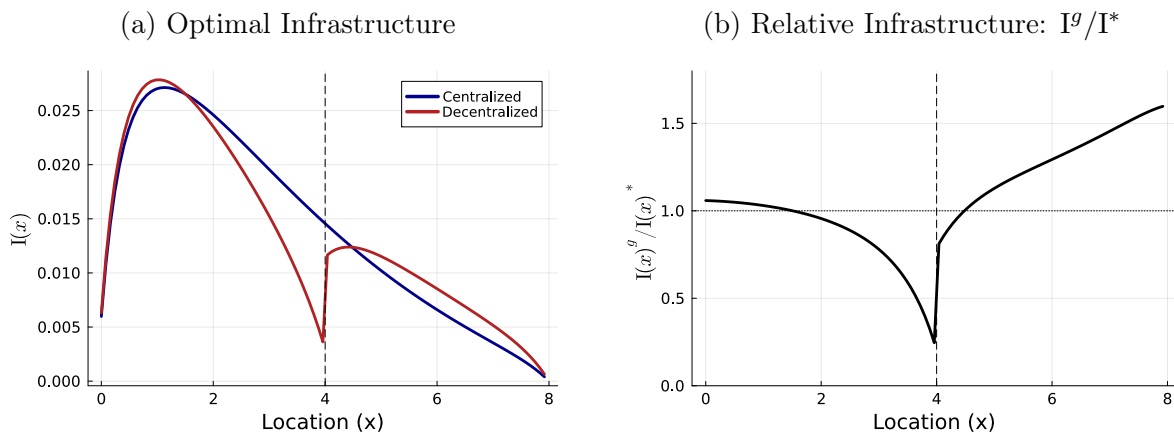 (a) Optimal Infrastructure
I(x)
0.025
0.020
0.015
0.010
0.005
0.000
Centralized
Decentralized
0
2
4
6
8
Location (x)
(b) Relative Infrastructure: I^g/I^*
I(x)^g/I(x)^*
1.5
1.0
0.5
0.0
0
2
4
6
8
Location (x)